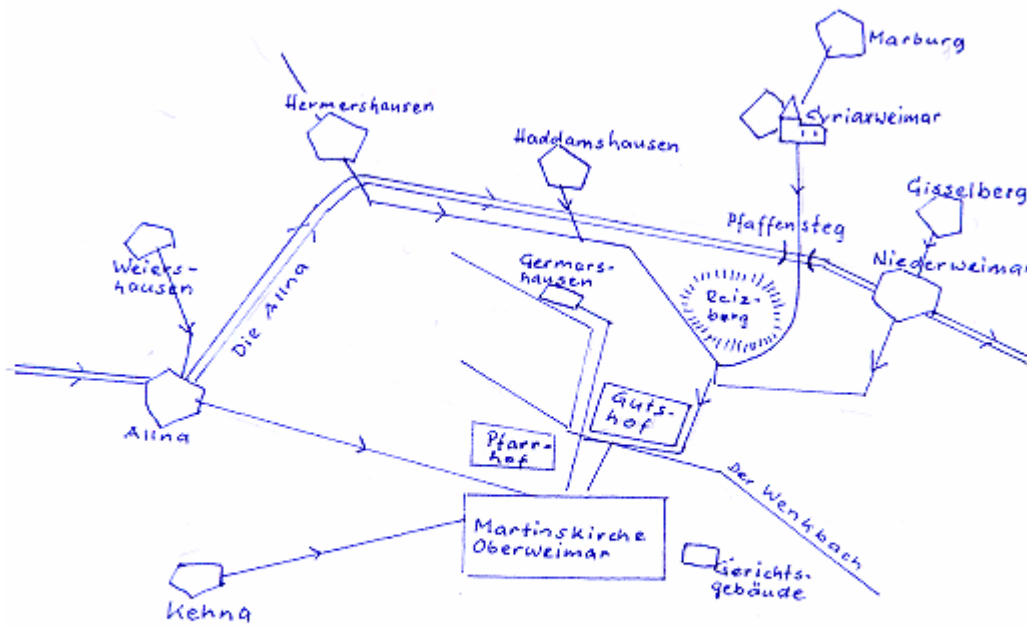 Marburg
Hermershausen
Cyriaxweimar
Haddamshausen
Gisselberg
Pfaffensteg
Weiers-
hausen
Germars-
hausen
Niederweimar
Die Allna
Reiz-
berg
Guts-
hof
Allna
Pfarr-
hof
Der Wenkbach
Martinskirche
Oberweimar
Gerichts-
gebäude
Kehna